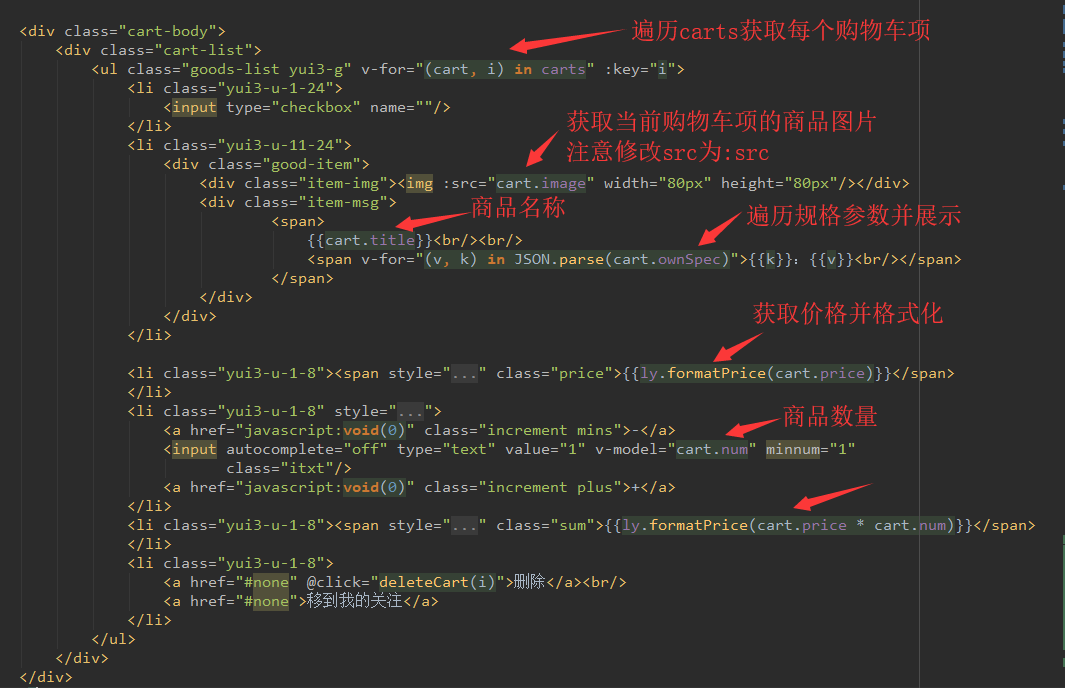 <div class="cart-body">
遍历carts获取每个购物车项
<div class="cart-list">
<ul class="goods-list yui3-g" v-for="(cart, i) in carts" :key="i">
<li class="yui3-u-1-24">
<input type="checkbox" name=""/>
</li>
获取当前购物车项的商品图片
<li class="yui3-u-11-24">
注意修改src为:src
<div class="good-item">
<div class="item-img"><img :src="cart.image" width="80px" height="80px"/></div>
<div class="item-msg">
商品名称
<span>
遍历规格参数并展示
{{cart.title}}<br/><br/>
<span v-for="(v, k) in JSON.parse(cart.ownSpec)">{{k}}：{{v}}<br/></span>
</span>
</div>
</div>
获取价格并格式化
</li>
<li class="yui3-u-1-8"><span style="..." class="price">{{ly.formatPrice(cart.price)}}</span>
</li>
<li class="yui3-u-1-8" style="...">
商品数量
<a href="javascript:void(0)" class="increment mins">-</a>
<input autocomplete="off" type="text" value="1" v-model="cart.num" minnum="1"
class="itxt"/>
<a href="javascript:void(0)" class="increment plus">+</a>
</li>
<li class="yui3-u-1-8"><span style="..." class="sum">{{ly.formatPrice(cart.price * cart.num)}}</span>
</li>
<li class="yui3-u-1-8">
<a href="#none" @click="deleteCart(i)">删除</a><br/>
<a href="#none">移到我的关注</a>
</li>
</ul>
</div>
</div>